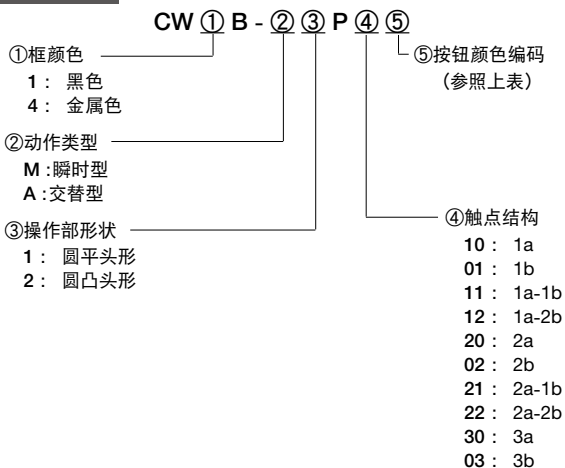 CW ① B - ② ③ P ④ ⑤
①框颜色
1： 黑色
4： 金属色
②动作类型
M :瞬时型
A :交替型
③操作部形状
1： 圆平头形
2： 圆凸头形
⑤按钮颜色编码
（参照上表）
④触点结构
10： 1a
01： 1b
11： 1a-1b
12： 1a-2b
20： 2a
02： 2b
21： 2a-1b
22： 2a-2b
30： 3a
03： 3b